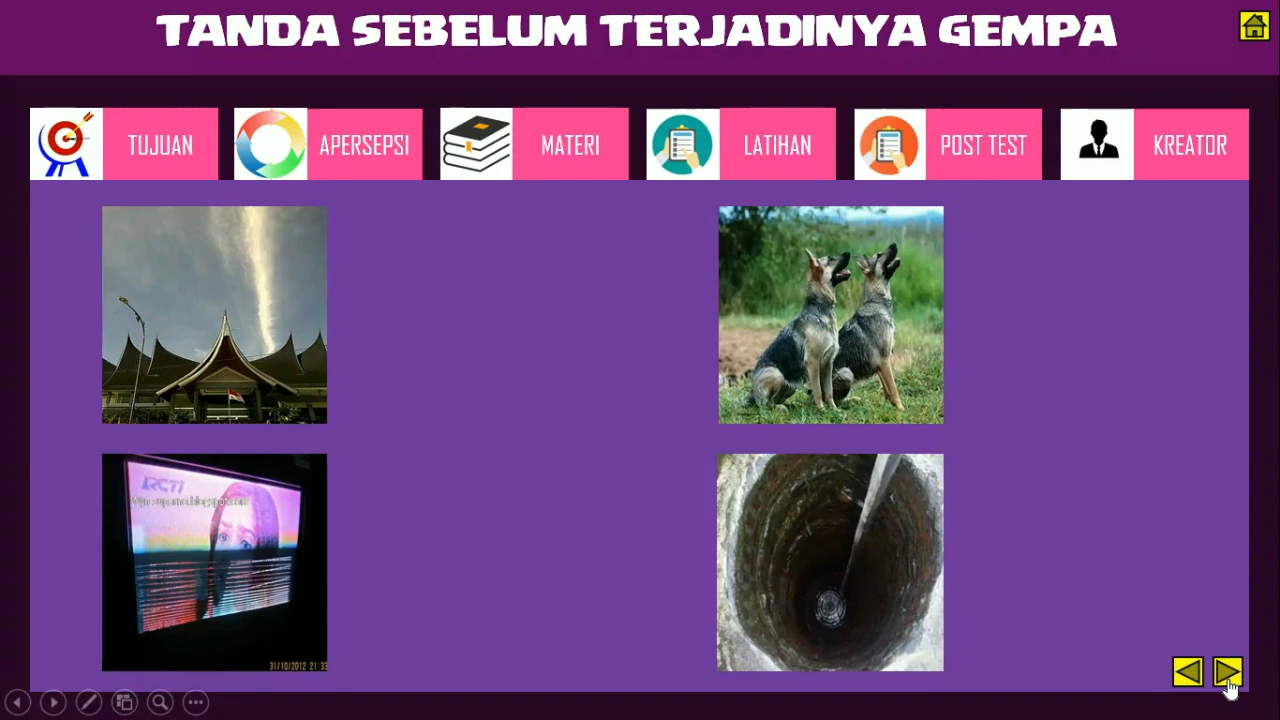 TANDA SEBELUM TERJADINYA GEMPA
TUJUAN
APERSEPSI
MATERI
LATIHAN
POST TEST
KREATOR
RCTI
31/10/2012 21:33